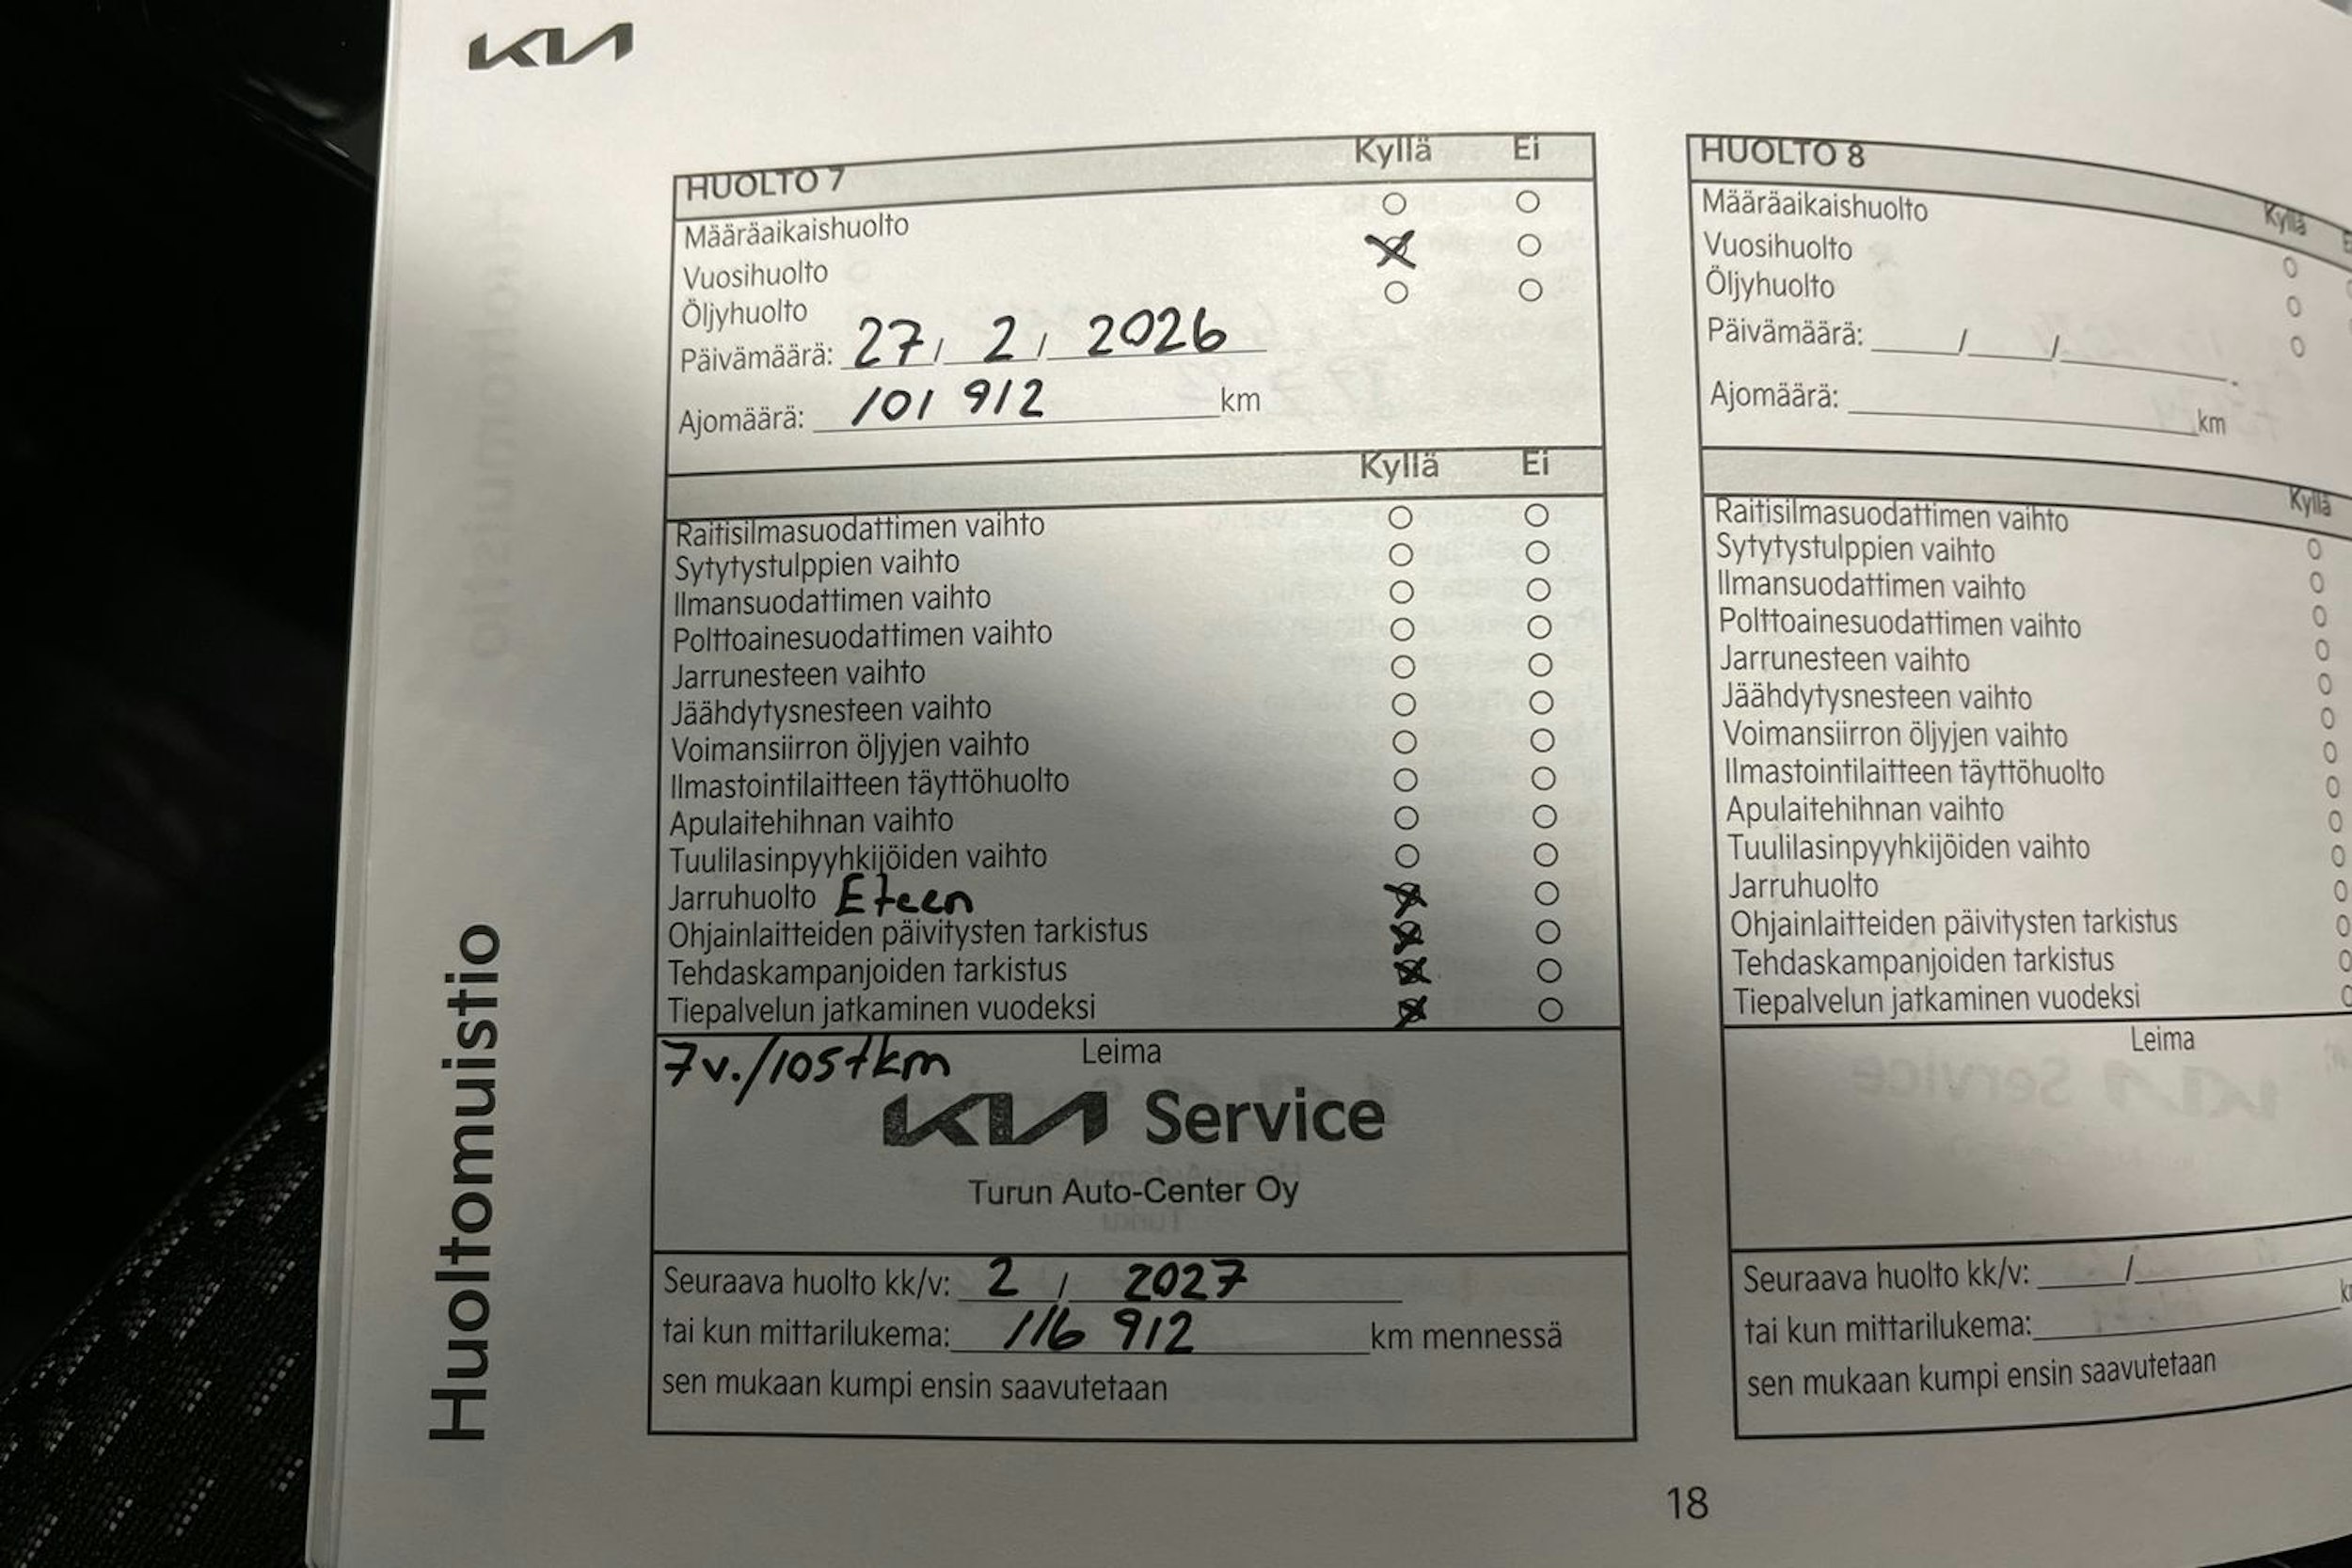 KIA
Huoltomuistio
HUOLTO 7 Kyllä Ei
Määräaikaishuolto
Vuosihuolto
Öljyhuolto
Päivämäärä: 27 / 2 / 2026
Ajomäärä: 101 912 km
Kyllä Ei
Raitisilmasuodattimen vaihto
Sytytystulppien vaihto
Ilmansuodattimen vaihto
Polttoainesuodattimen vaihto
Jarrunesteen vaihto
Jäähdytysnesteen vaihto
Voimansiirron öljyjen vaihto
Ilmastointilaitteen täyttöhuolto
Apulaitehihnan vaihto
Tuulilasinpyyhkijöiden vaihto
Jarruhuolto Eteen
Ohjainlaitteiden päivitysten tarkistus
Tehdaskampanjoiden tarkistus
Tiepalvelun jatkaminen vuodeksi
7v./105tkm Leima
KIA Service
Turun Auto-Center Oy
Seuraava huolto kk/v: 2 / 2027
tai kun mittarilukema: 116 912 km mennessä
sen mukaan kumpi ensin saavutetaan
HUOLTO 8 Kyllä
Määräaikaishuolto
Vuosihuolto
Öljyhuolto
Päivämäärä: / /
Ajomäärä: km
Kyllä
Raitisilmasuodattimen vaihto
Sytytystulppien vaihto
Ilmansuodattimen vaihto
Polttoainesuodattimen vaihto
Jarrunesteen vaihto
Jäähdytysnesteen vaihto
Voimansiirron öljyjen vaihto
Ilmastointilaitteen täyttöhuolto
Apulaitehihnan vaihto
Tuulilasinpyyhkijöiden vaihto
Jarruhuolto
Ohjainlaitteiden päivitysten tarkistus
Tehdaskampanjoiden tarkistus
Tiepalvelun jatkaminen vuodeksi
Leima
Seuraava huolto kk/v: /
tai kun mittarilukema:
sen mukaan kumpi ensin saavutetaan
18